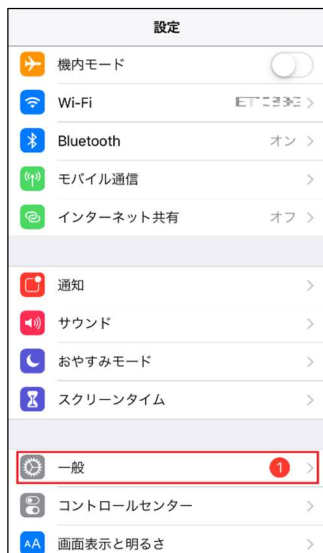 設定
機内モード
Wi-Fi
Bluetooth
オン
モバイル通信
インターネット共有
オフ
通知
サウンド
おやすみモード
スクリーンタイム
一般
1
コントロールセンター
AA
画面表示と明るさ